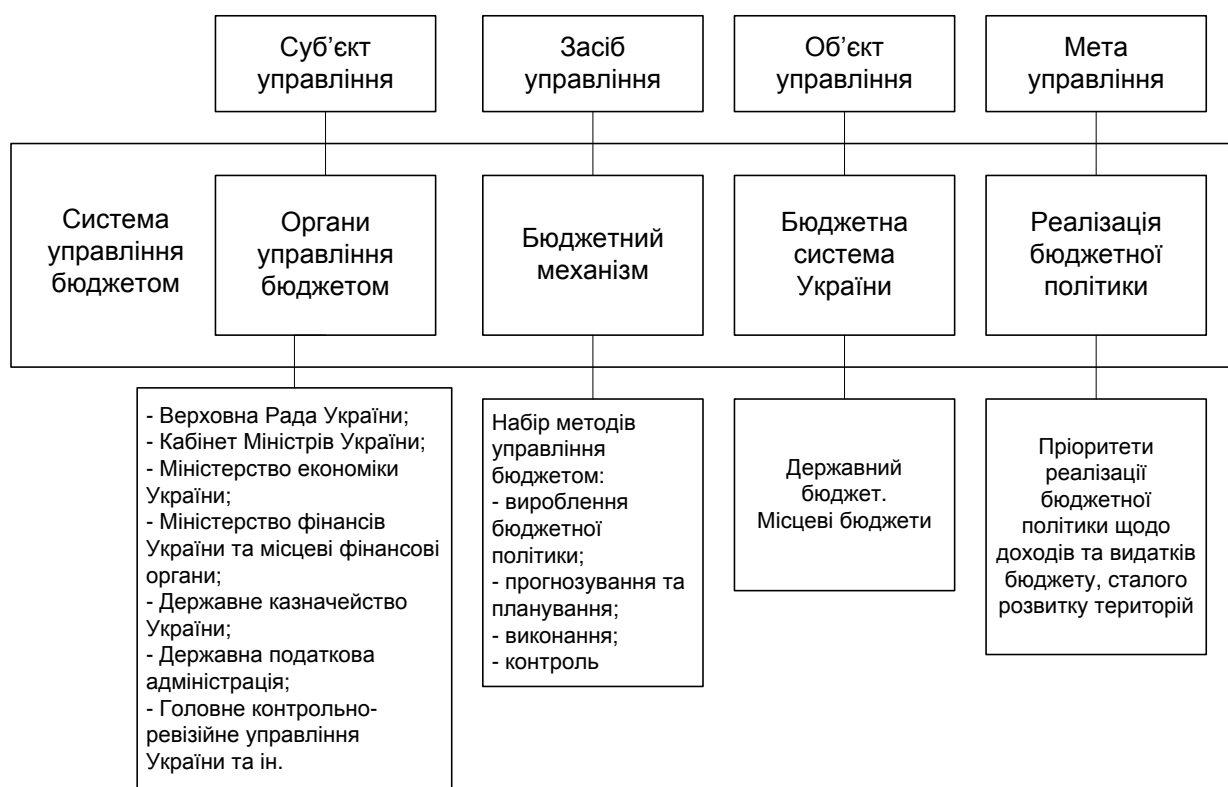 Суб’єкт
управління
Засіб
управління
Об’єкт
управління
Мета
управління
Система
управління
бюджетом
Органи
управління
бюджетом
Бюджетний
механізм
Бюджетна
система
України
Реалізація
бюджетної
політики
- Верховна Рада України;
- Кабінет Міністрів України;
- Міністерство економіки
України;
- Міністерство фінансів
України та місцеві фінансові
органи;
- Державне казначейство
України;
- Державна податкова
адміністрація;
- Головне контрольно-
ревізійне управління
України та ін.
Набір методів
управління
бюджетом:
- вироблення
бюджетної
політики;
- прогнозування та
планування;
- виконання;
- контроль
Державний
бюджет.
Місцеві бюджети
Пріоритети
реалізації
бюджетної
політики щодо
доходів та видатків
бюджету, сталого
розвитку територій